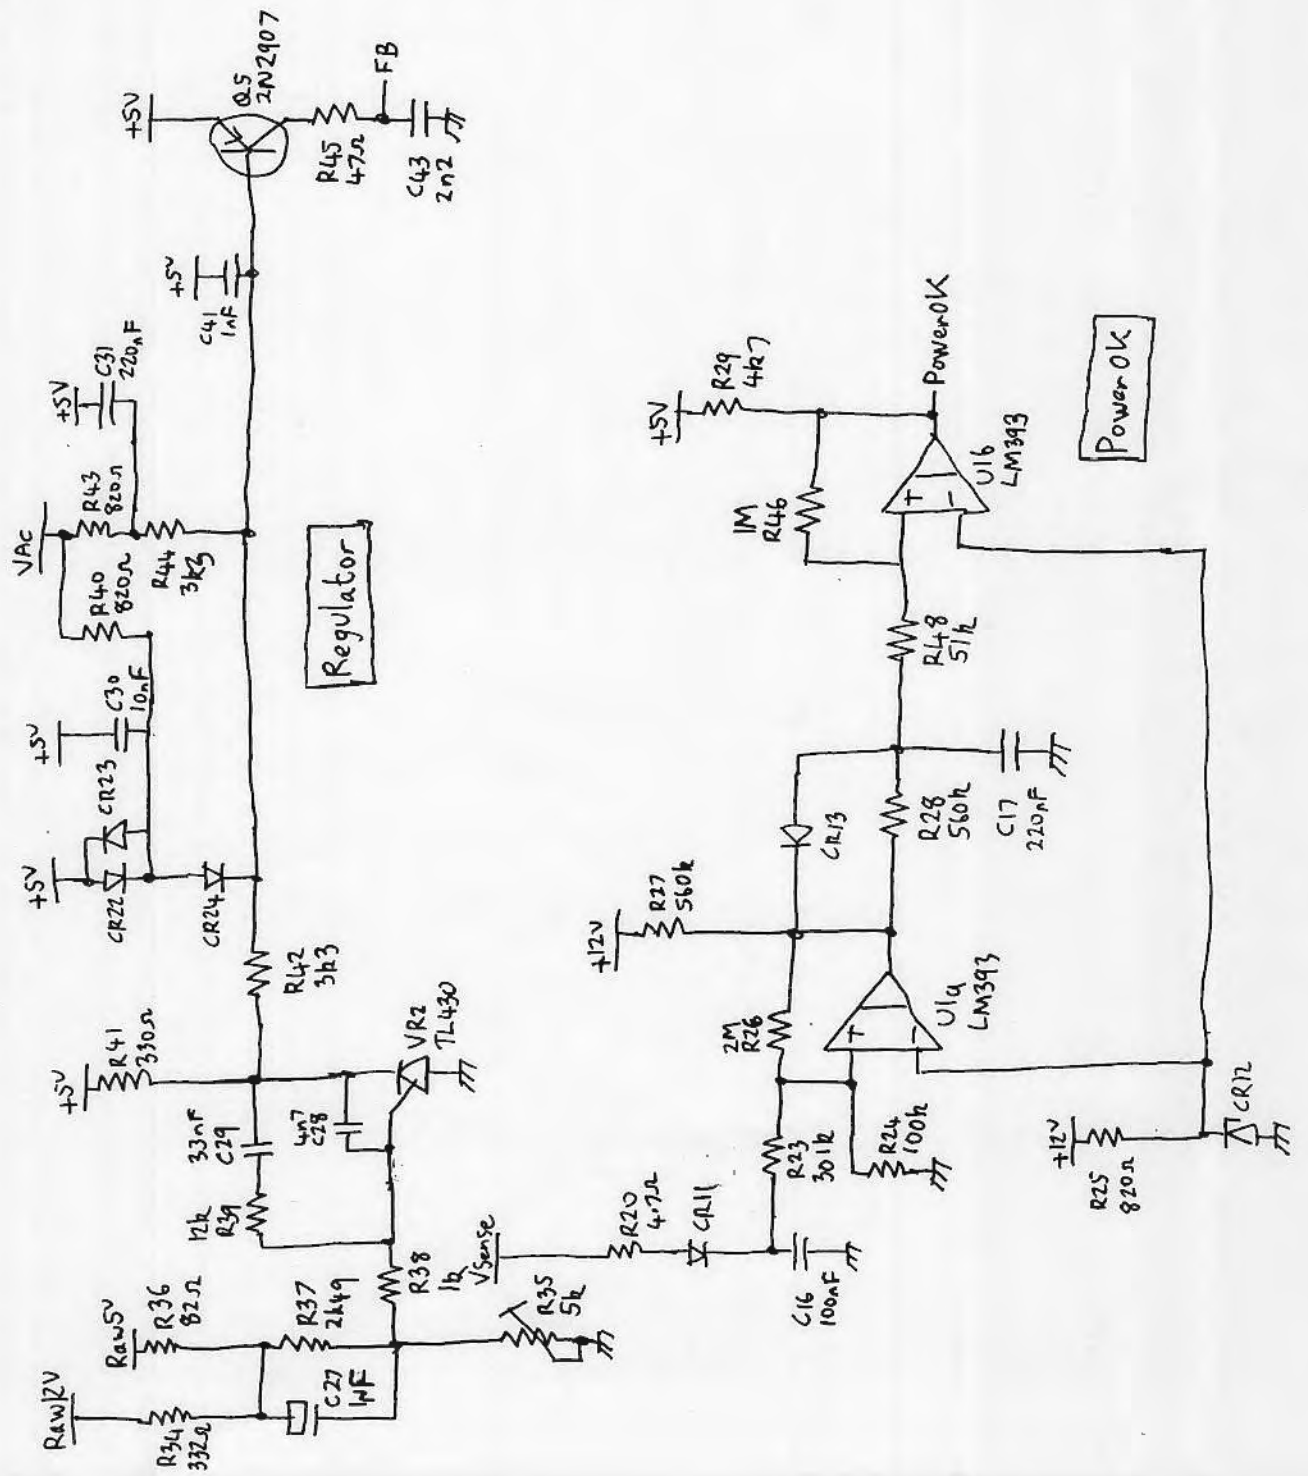 RAW12V
R34
332Ω
Raw5V
R36
82Ω
C27
1µF
R37
2k49
R38
1k
R35
5k
12k
R39
33nF
C29
4n7
C28
+5V
R41
330Ω
VR2
TL430
R42
3k3
+5V
CR22
CR23
CR24
+5V
C30
10nF
VAC
R40
820Ω
R43
820Ω
R44
3k3
+5V
C31
220nF
+5V
C41
1nF
+5V
Q5
2N2907
R45
47Ω
FB
C43
2n2
Regulator
VSense
R20
4.7Ω
CR11
C16
100nF
R23
301k
R24
100k
2M
R26
+12V
R27
560k
U1a
LM393
+
-
+12V
R25
820Ω
CR12
CR13
R28
560k
C17
220nF
R48
51k
1M
R46
+5V
R29
4k7
PowerOK
U1b
LM393
+
-
PowerOK